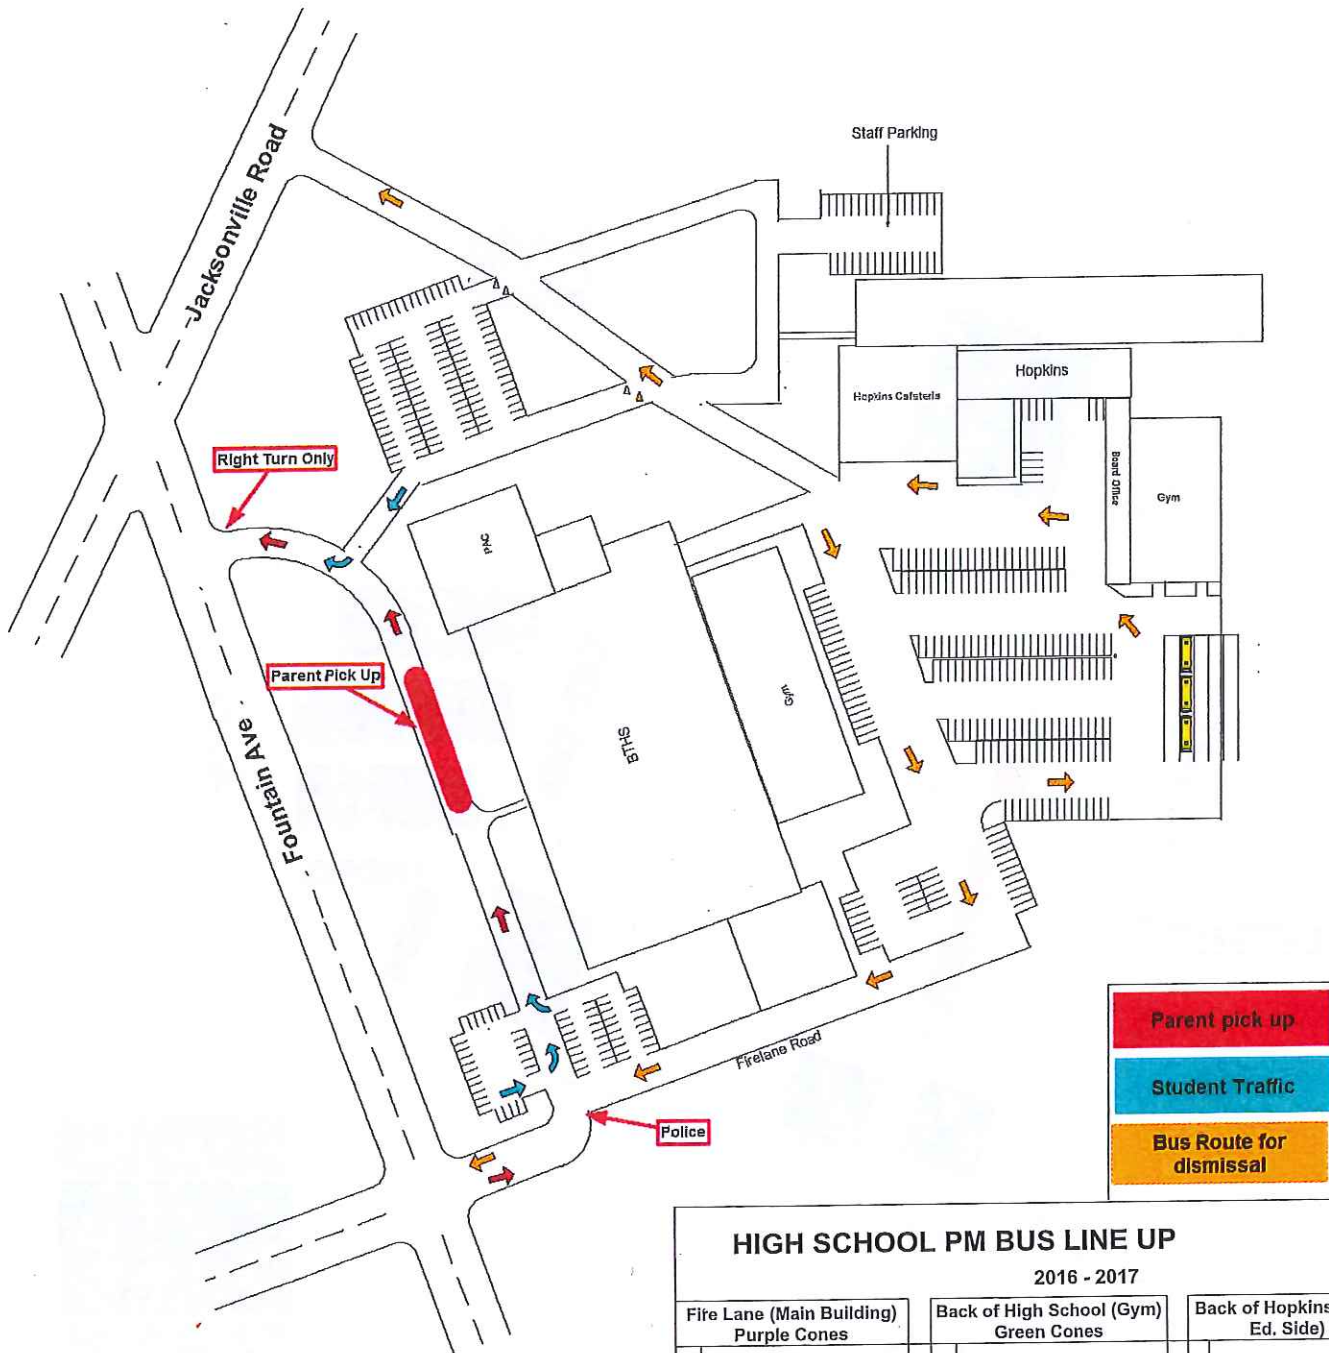 Staff Parking
Jacksonville Road
Hopkins
Hopkins Cafeteria
Board Office
Gym
Right Turn Only
PAC
Parent Pick Up
Gym
BTHS
Fountain Ave
Firelane Road
Police
Parent pick up
Student Traffic
Bus Route for
dismissal
HIGH SCHOOL PM BUS LINE UP
2016 - 2017
Fire Lane (Main Building)
Purple Cones
Back of High School (Gym)
Green Cones
Back of Hopkins
Ed. Side)